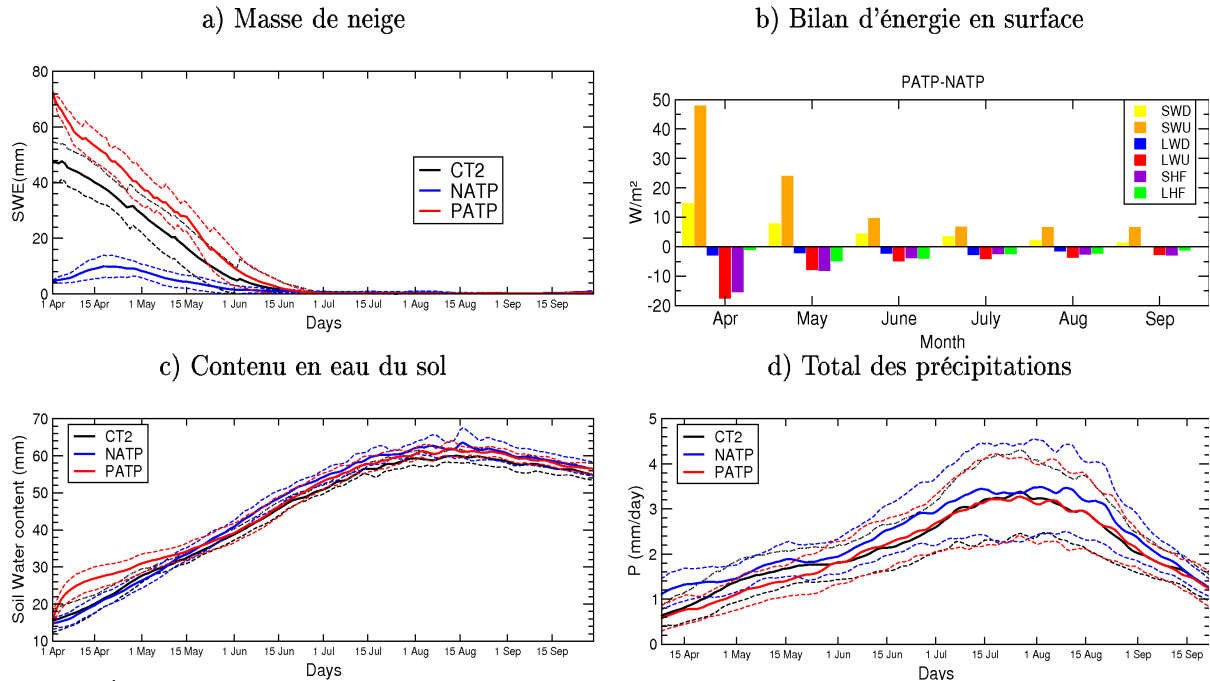 a) Masse de neige
80
60
40
20
0
SWE(mm)
CT2
NATP
PATP
1 Apr 15 Apr 1 May 15 May 1 Jun 15 Jun 1 Jul 15 Jul 1 Aug 15 Aug 1 Sep 15 Sep
Days
b) Bilan d'énergie en surface
PATP-NATP
50
40
30
20
10
0
-10
-20
W/m²
SWD
SWU
LWD
LWU
SHF
LHF
Apr May June July Aug Sep
Month
c) Contenu en eau du sol
70
60
50
40
30
20
10
Soil Water content (mm)
CT2
NATP
PATP
1 Apr 15 Apr 1 May 15 May 1 Jun 15 Jun 1 Jul 15 Jul 1 Aug 15 Aug 1 Sep 15 Sep
Days
d) Total des précipitations
5
4
3
2
1
0
P (mm/day)
CT2
NATP
PATP
15 Apr 1 May 15 May 1 Jun 15 Jun 1 Jul 15 Jul 1 Aug 15 Aug 1 Sep 15 Sep
Days